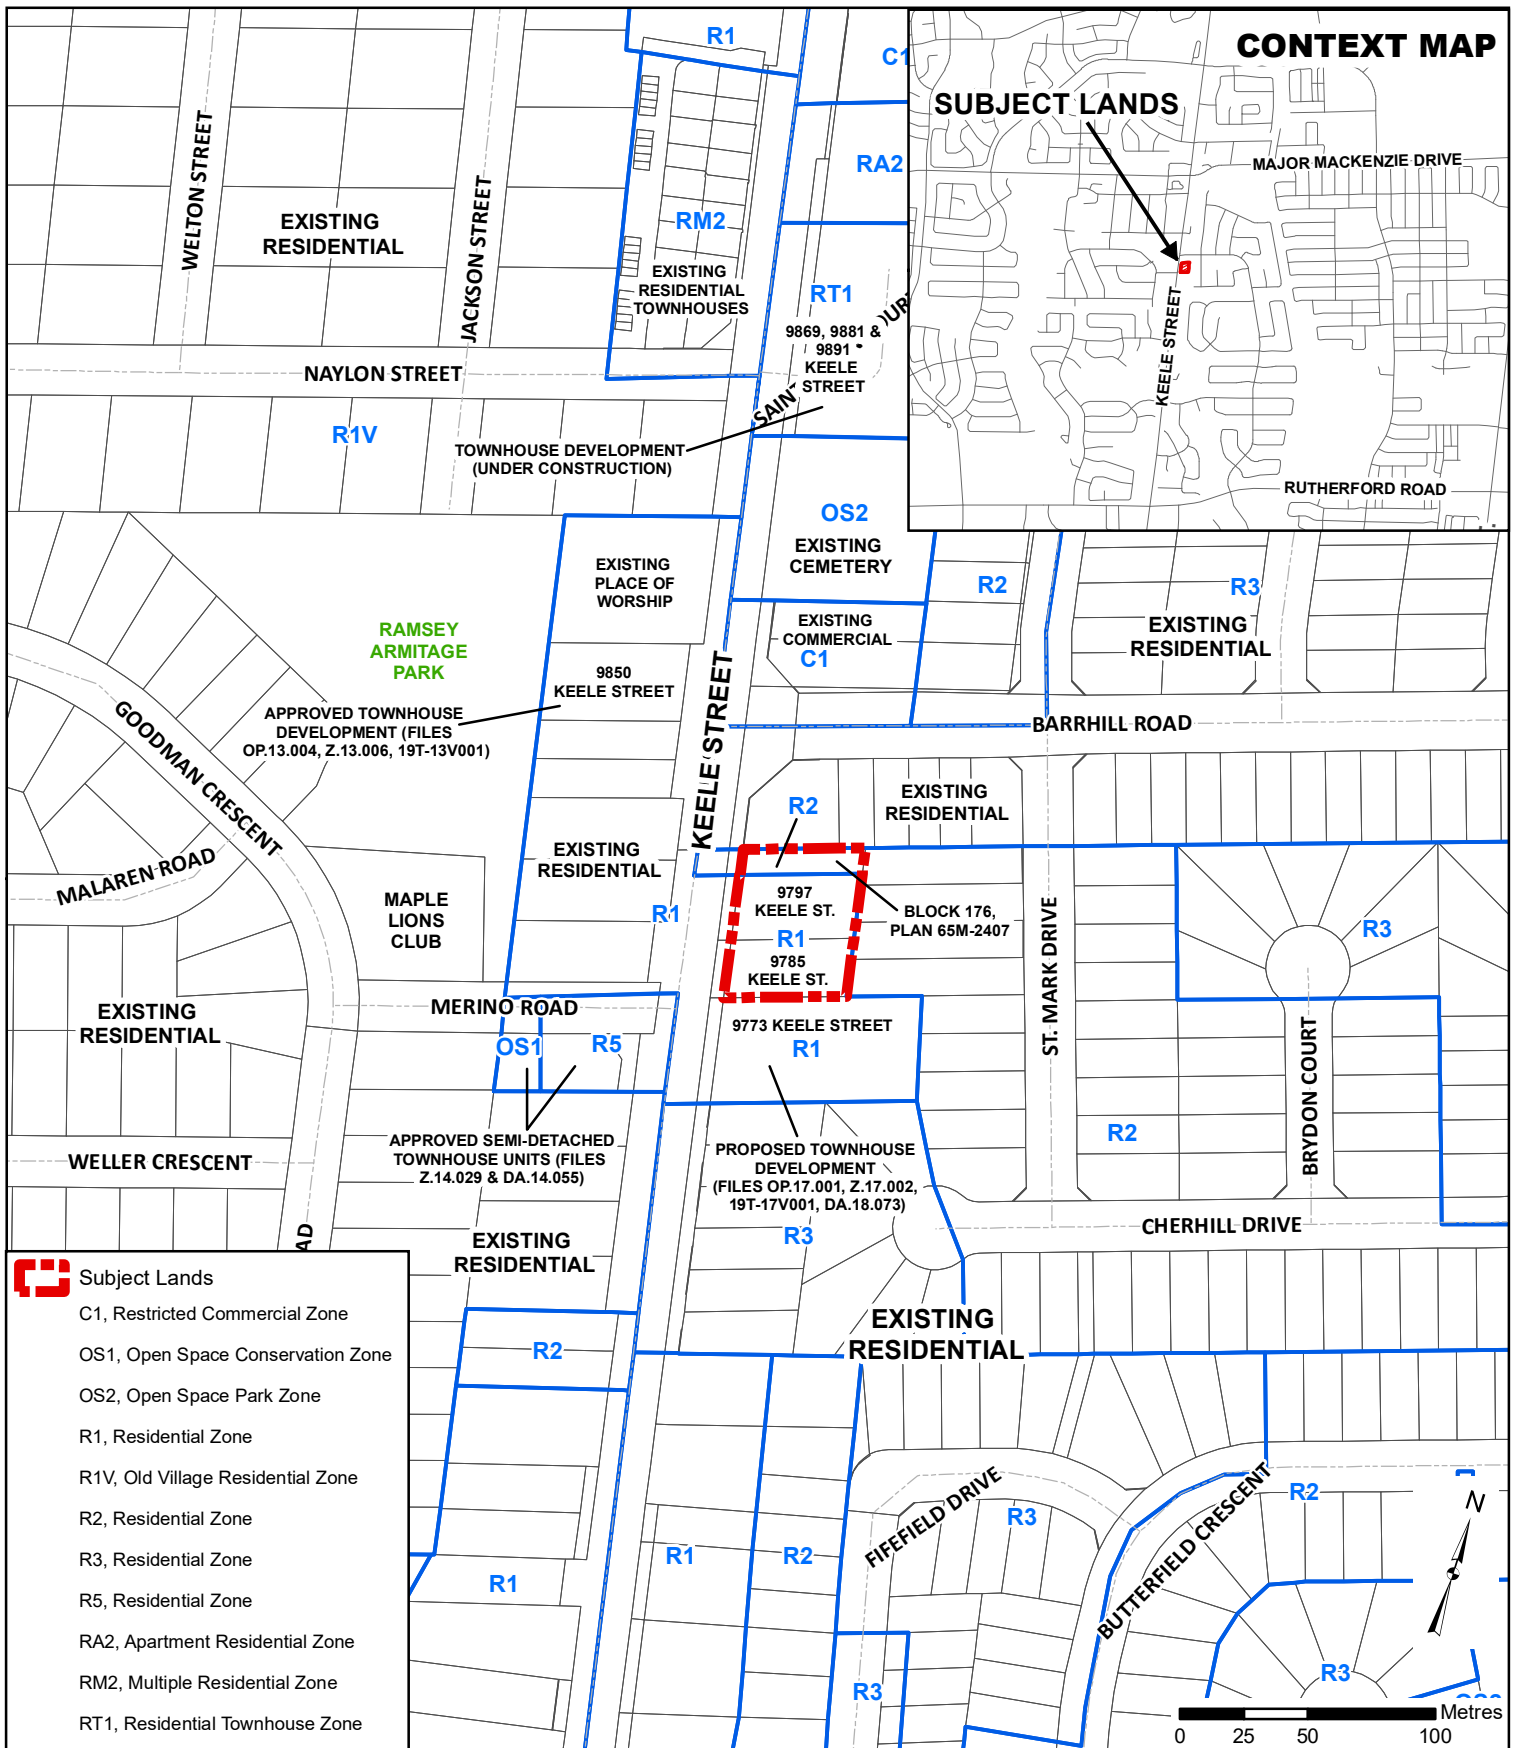 CONTEXT MAP
SUBJECT LANDS
MAJOR MACKENZIE DRIVE
KEELE STREET
RUTHERFORD ROAD
R1
C1
RA2
RM2
RT1
WELTON STREET
JACKSON STREET
EXISTING
RESIDENTIAL
EXISTING
RESIDENTIAL
TOWNHOUSES
9869, 9881 &
9891
KEELE
STREET
NAYLON STREET
R1V
TOWNHOUSE DEVELOPMENT
(UNDER CONSTRUCTION)
OS2
EXISTING
CEMETERY
EXISTING
PLACE OF
WORSHIP
R2
R3
EXISTING
RESIDENTIAL
EXISTING
COMMERCIAL
C1
RAMSEY
ARMITAGE
PARK
9850
KEELE STREET
APPROVED TOWNHOUSE
DEVELOPMENT (FILES
OP.13.004, Z.13.006, 19T-13V001)
KEELE STREET
BARRHILL ROAD
GOODMAN CRESCENT
MALAREN ROAD
R2
EXISTING
RESIDENTIAL
EXISTING
RESIDENTIAL
R1
MAPLE
LIONS
CLUB
9797
KEELE ST.
R1
9785
KEELE ST.
BLOCK 176,
PLAN 65M-2407
ST. MARK DRIVE
R3
MERINO ROAD
OS1
R5
EXISTING
RESIDENTIAL
9773 KEELE STREET
R1
BRYDON COURT
R2
WELLER CRESCENT
APPROVED SEMI-DETACHED
TOWNHOUSE UNITS (FILES
Z.14.029 & DA.14.055)
PROPOSED TOWNHOUSE
DEVELOPMENT
(FILES OP.17.001, Z.17.002,
19T-17V001, DA.18.073)
R3
CHERHILL DRIVE
EXISTING
RESIDENTIAL
EXISTING
RESIDENTIAL
R2
R1
R1
R2
R3
FIFEFIELD DRIVE
R3
BUTTERFIELD CRESCENT
R2
R3
N
Metres
0 25 50 100
Subject Lands
C1, Restricted Commercial Zone
OS1, Open Space Conservation Zone
OS2, Open Space Park Zone
R1, Residential Zone
R1V, Old Village Residential Zone
R2, Residential Zone
R3, Residential Zone
R5, Residential Zone
RA2, Apartment Residential Zone
RM2, Multiple Residential Zone
RT1, Residential Townhouse Zone